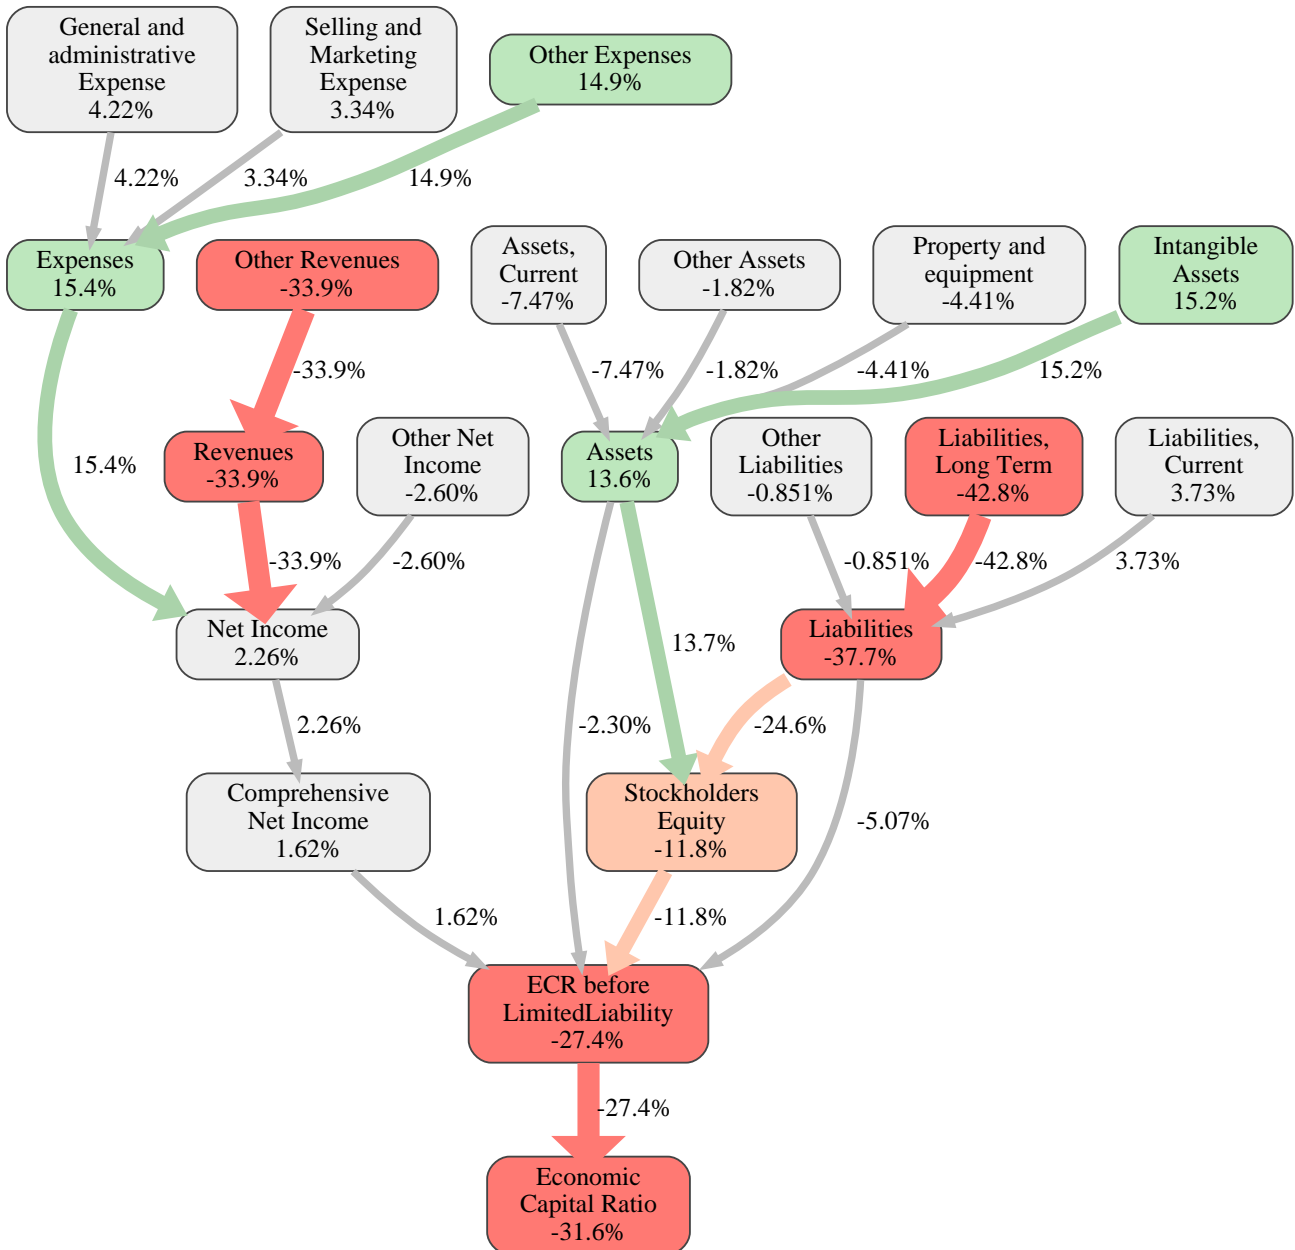 General and
administrative
Expense
4.22%
Selling and
Marketing
Expense
3.34%
Other Expenses
14.9%
4.22%
3.34%
14.9%
Expenses
15.4%
Other Revenues
-33.9%
Assets,
Current
-7.47%
Other Assets
-1.82%
Property and
equipment
-4.41%
Intangible
Assets
15.2%
-33.9%
-7.47%
-1.82%
-4.41%
15.2%
15.4%
Revenues
-33.9%
Other Net
Income
-2.60%
Assets
13.6%
Other
Liabilities
-0.851%
Liabilities,
Long Term
-42.8%
Liabilities,
Current
3.73%
-33.9%
-2.60%
-0.851%
-42.8%
3.73%
Net Income
2.26%
13.7%
Liabilities
-37.7%
2.26%
-2.30%
-24.6%
Comprehensive
Net Income
1.62%
Stockholders
Equity
-11.8%
-5.07%
1.62%
-11.8%
ECR before
LimitedLiability
-27.4%
-27.4%
Economic
Capital Ratio
-31.6%